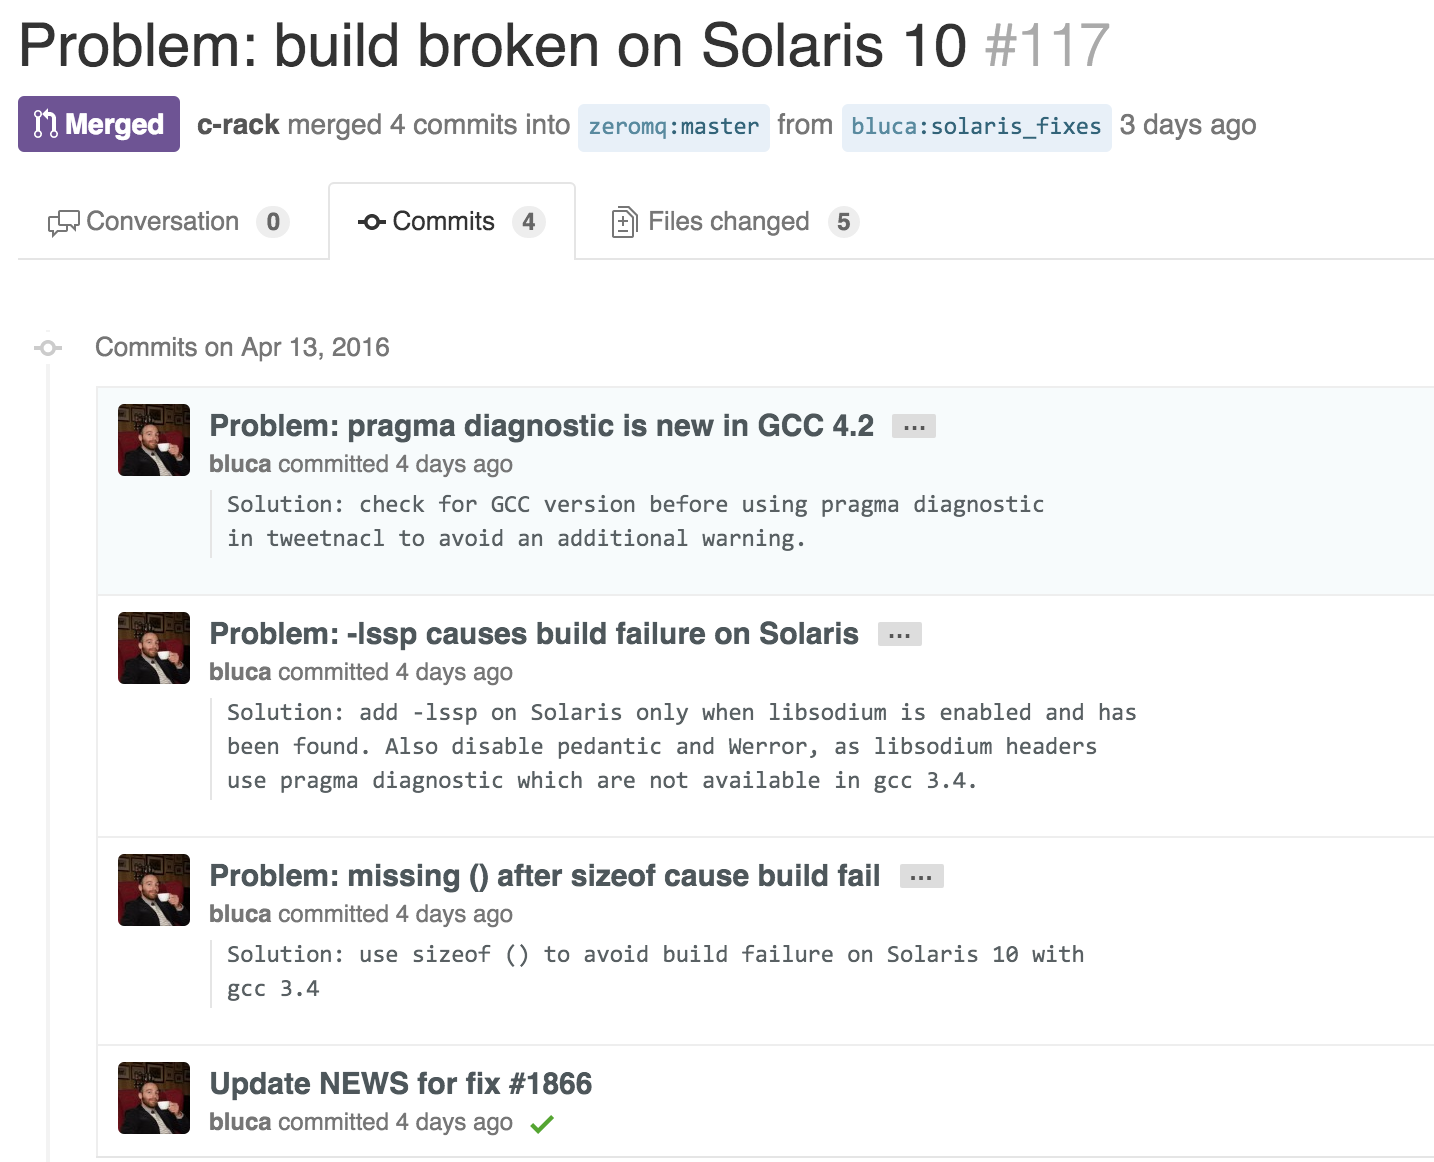 Problem: build broken on Solaris 10 #117
Merged c-rack merged 4 commits into zeromq:master from bluca:solaris_fixes 3 days ago
Conversation 0 Commits 4 Files changed 5
Commits on Apr 13, 2016
Problem: pragma diagnostic is new in GCC 4.2 ...
bluca committed 4 days ago
Solution: check for GCC version before using pragma diagnostic
in tweetnacl to avoid an additional warning.
Problem: -lssp causes build failure on Solaris ...
bluca committed 4 days ago
Solution: add -lssp on Solaris only when libsodium is enabled and has
been found. Also disable pedantic and Werror, as libsodium headers
use pragma diagnostic which are not available in gcc 3.4.
Problem: missing () after sizeof cause build fail ...
bluca committed 4 days ago
Solution: use sizeof () to avoid build failure on Solaris 10 with
gcc 3.4
Update NEWS for fix #1866
bluca committed 4 days ago